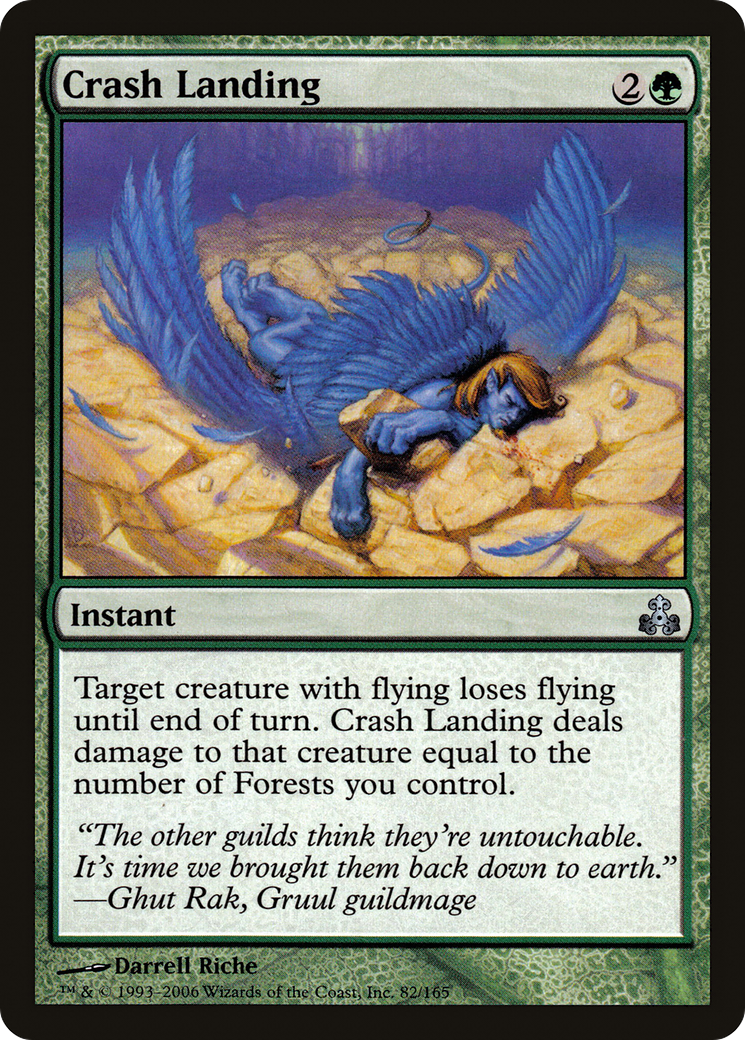 Crash Landing 2
Instant
Target creature with flying loses flying
until end of turn. Crash Landing deals
damage to that creature equal to the
number of Forests you control.
“The other guilds think they’re untouchable.
It’s time we brought them back down to earth.”
—Ghut Rak, Gruul guildmage
Darrell Riche
™ & © 1993–2006 Wizards of the Coast, Inc. 82/165